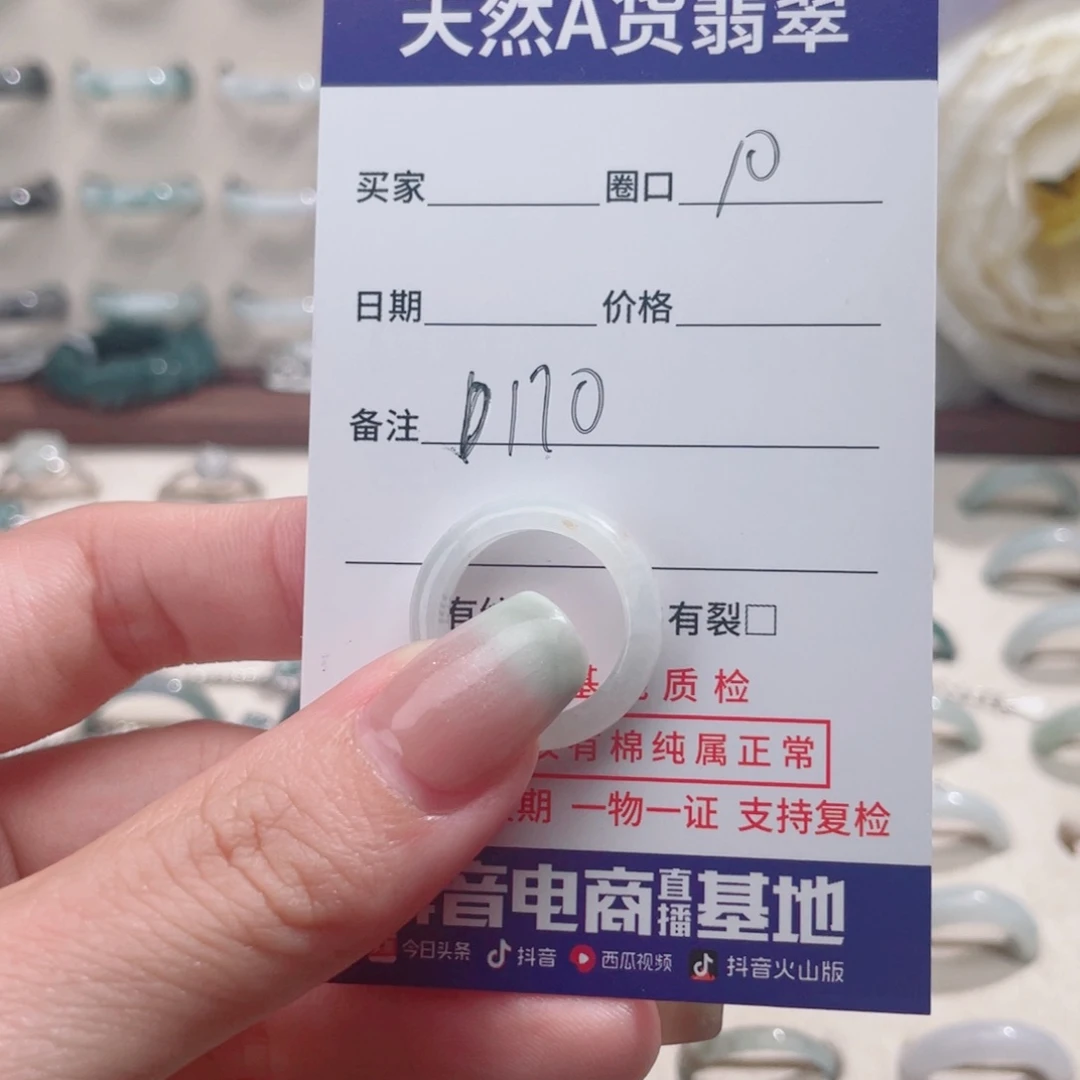 天然A货翡翠
买家 圈口 10
日期 价格
备注 D170
有裂□
质检
有棉纯属正常
期 一物一证 支持复检
音电商直播基地
今日头条 抖音 西瓜视频 抖音火山版